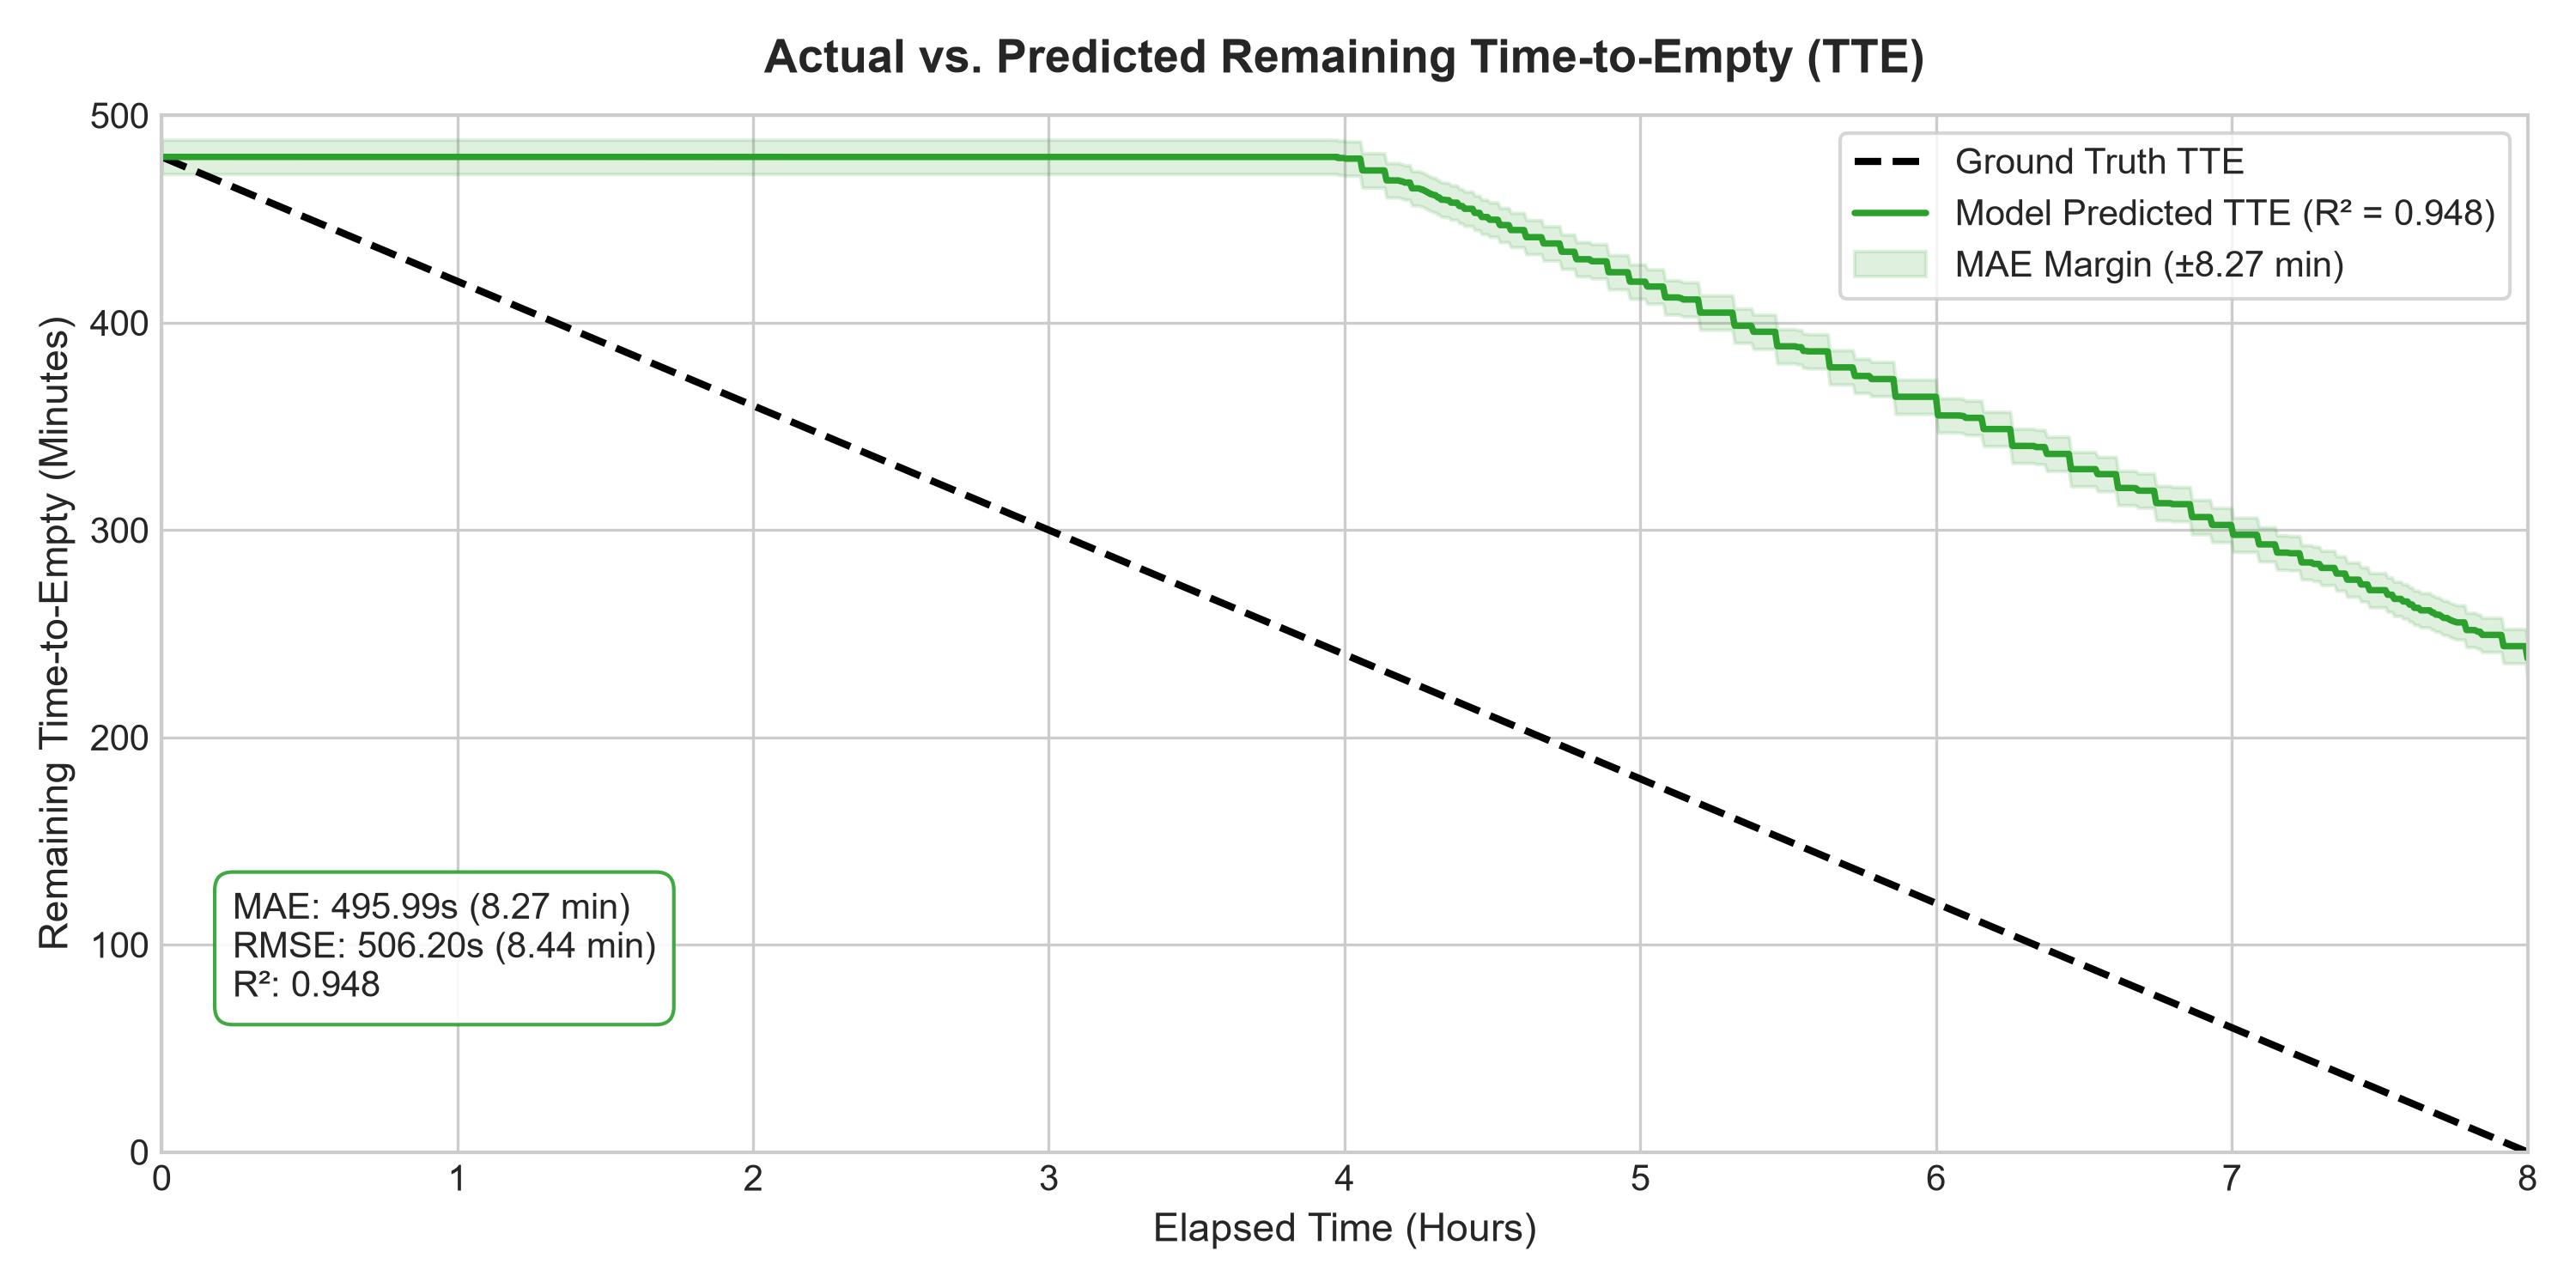 Actual vs. Predicted Remaining Time-to-Empty (TTE)
Remaining Time-to-Empty (Minutes)
500
400
300
200
100
0
Ground Truth TTE
Model Predicted TTE (R² = 0.948)
MAE Margin (±8.27 min)
MAE: 495.99s (8.27 min)
RMSE: 506.20s (8.44 min)
R²: 0.948
0 1 2 3 4 5 6 7 8
Elapsed Time (Hours)